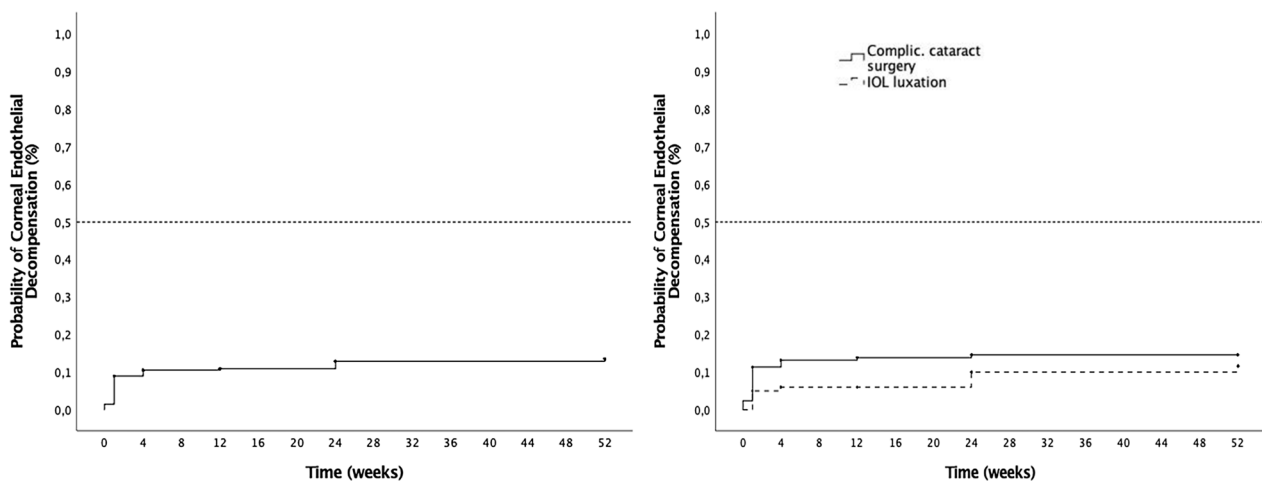 Probability of Corneal Endothelial
Decompensation (%)
1,0
0,9
0,8
0,7
0,6
0,5
0,4
0,3
0,2
0,1
0,0
0 4 8 12 16 20 24 28 32 36 40 44 48 52
Time (weeks)
Probability of Corneal Endothelial
Decompensation (%)
1,0
0,9
0,8
0,7
0,6
0,5
0,4
0,3
0,2
0,1
0,0
Complic. cataract
surgery
IOL luxation
0 4 8 12 16 20 24 28 32 36 40 44 48 52
Time (weeks)